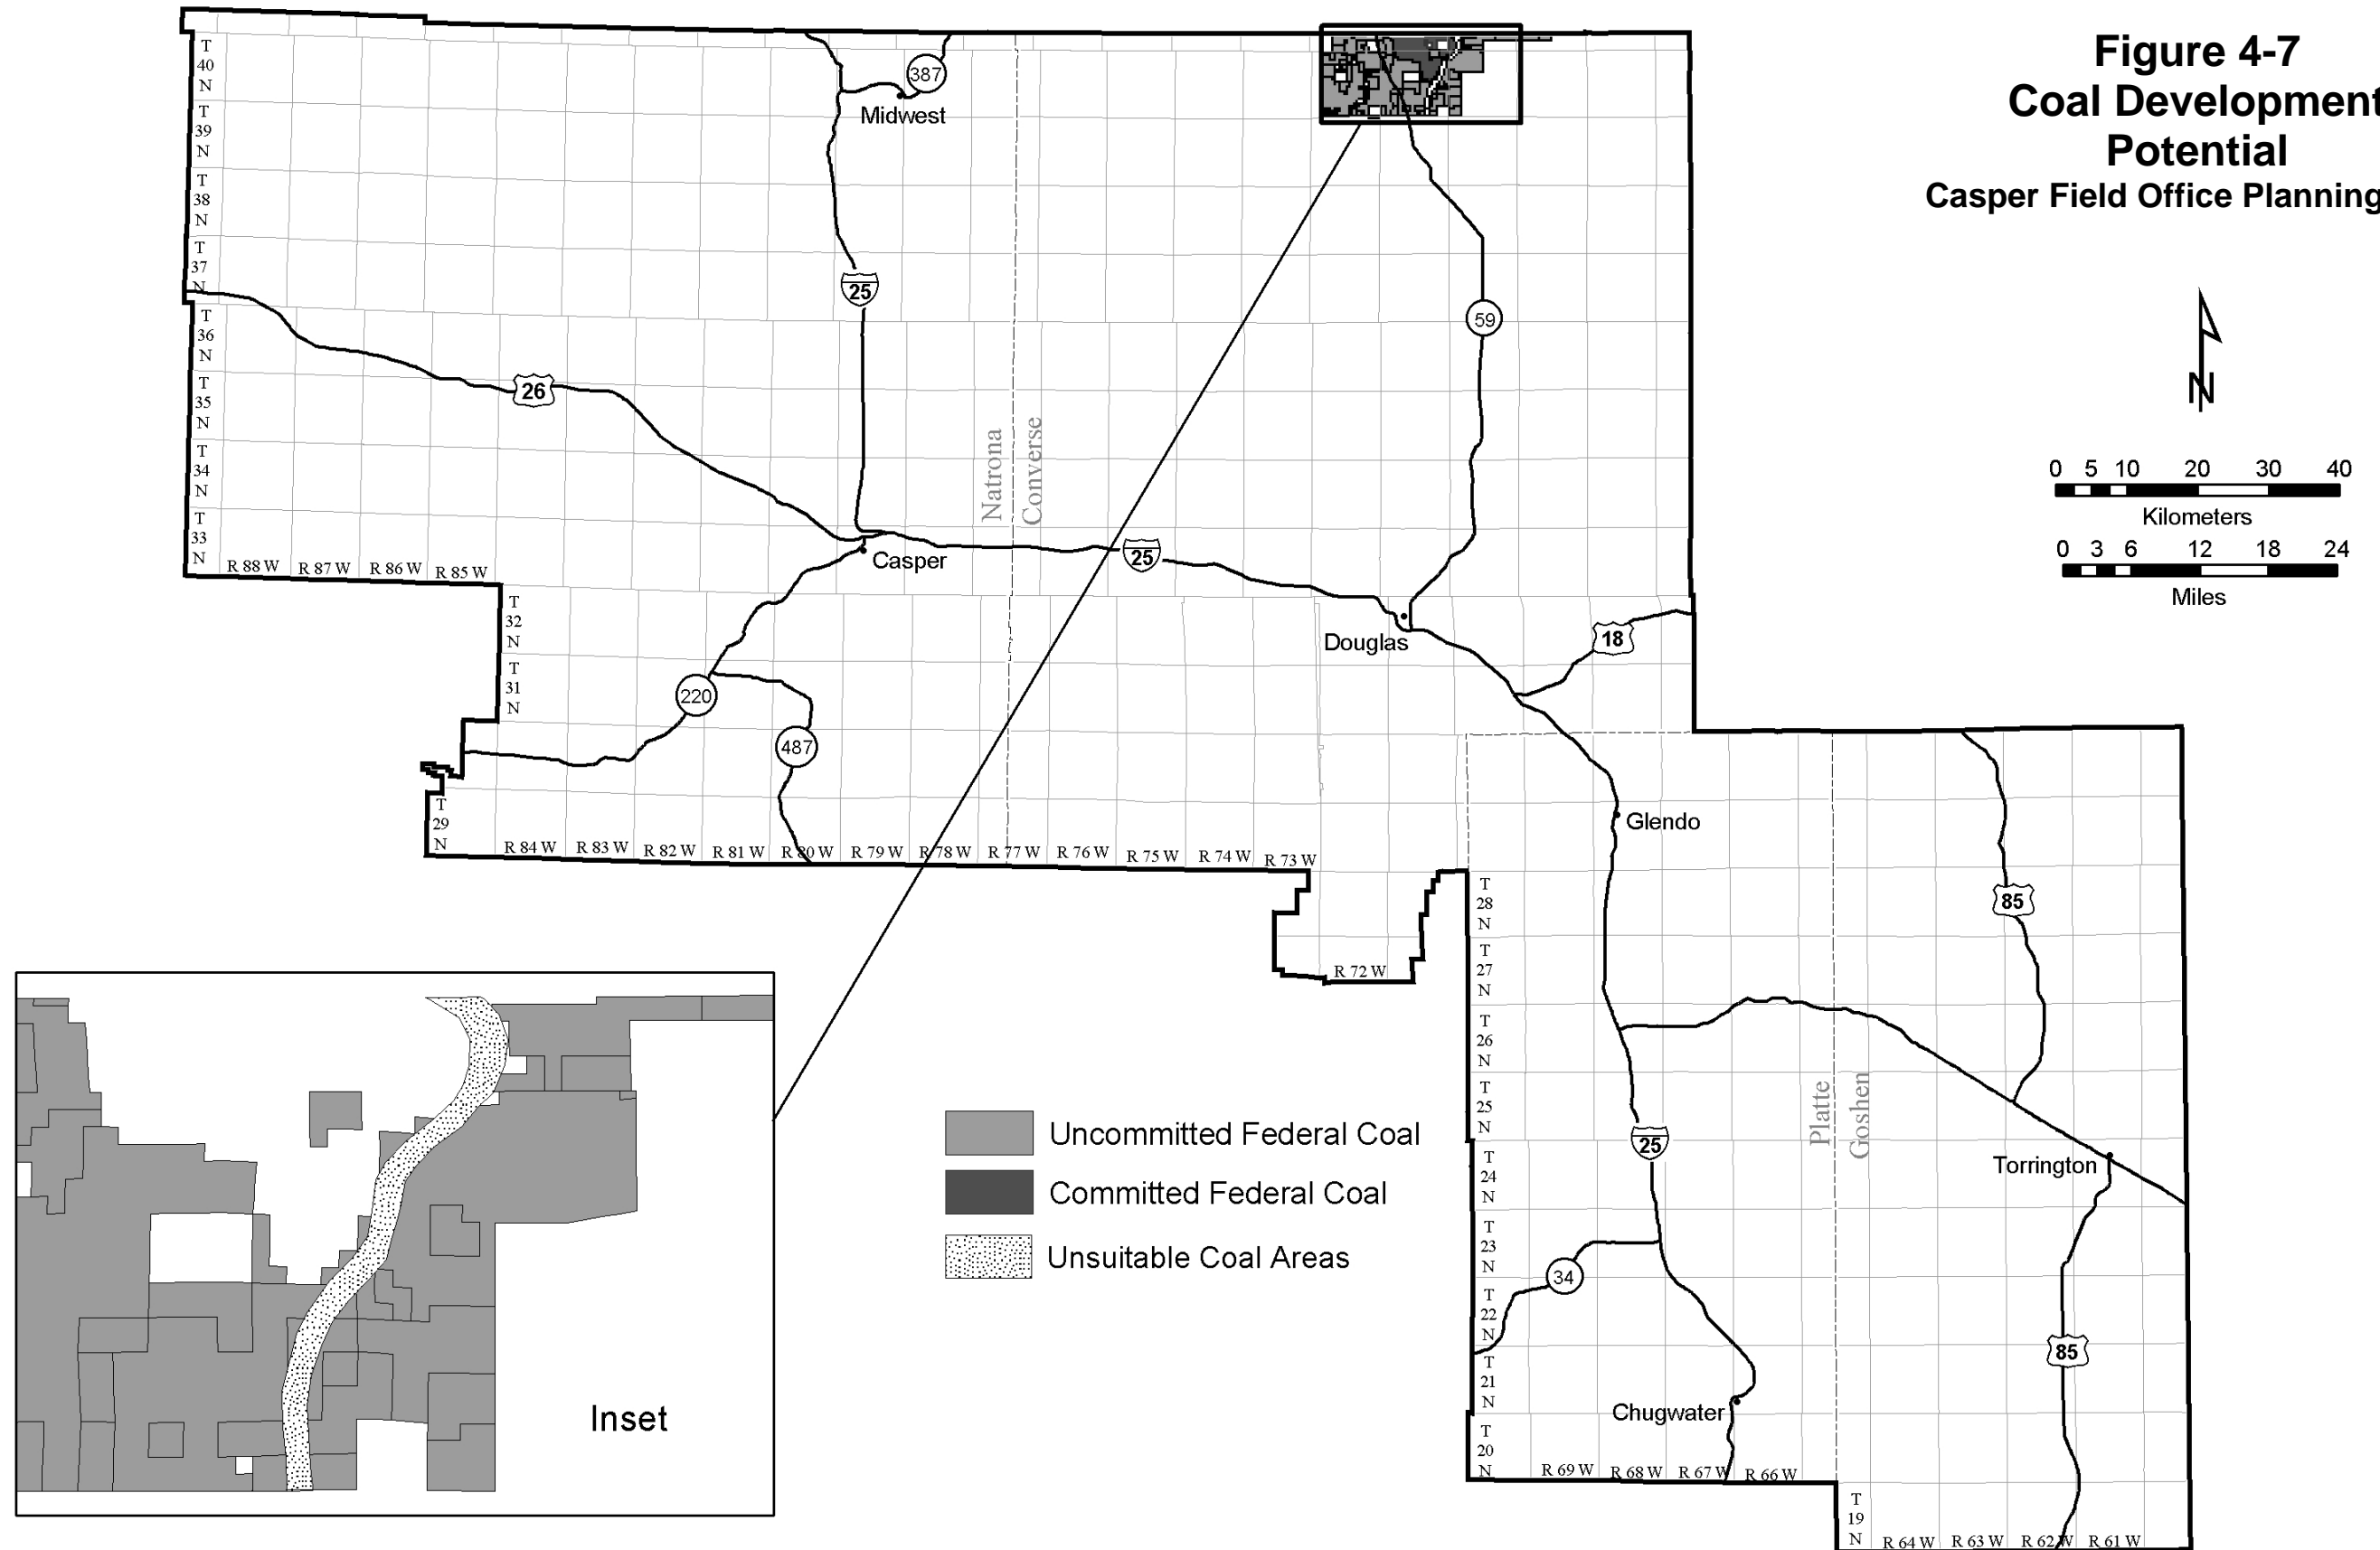 Figure 4-7
Coal Development
Potential
Casper Field Office Planning
T
40
N
T
39
N
T
38
N
T
37
N
T
36
N
T
35
N
T
34
N
T
33
N
387
Midwest
25
59
26
Natrona
Converse
N
0 5 10 20 30 40
Kilometers
0 3 6 12 18 24
Miles
Casper
25
R 88 W R 87 W R 86 W R 85 W
T
32
N
T
31
N
Douglas
18
220
487
T
29
N
Glendo
R 84 W R 83 W R 82 W R 81 W R 80 W R 79 W R 78 W R 77 W R 76 W R 75 W R 74 W R 73 W
R 72 W
T
28
N
T
27
N
T
26
N
T
25
N
T
24
N
T
23
N
T
22
N
T
21
N
T
20
N
85
Platte
Goshen
25
Torrington
34
85
Chugwater
R 69 W R 68 W R 67 W R 66 W
T
19
N
R 64 W R 63 W R 62 W R 61 W
Uncommitted Federal Coal
Committed Federal Coal
Unsuitable Coal Areas
Inset